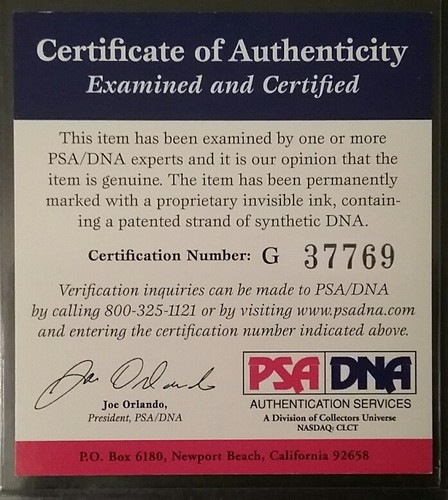 Certificate of Authenticity
Examined and Certified
This item has been examined by one or more
PSA/DNA experts and it is our opinion that the
item is genuine. The item has been permanently
marked with a proprietary invisible ink, contain-
ing a patented strand of synthetic DNA.
Certification Number: G 37769
Verification inquiries can be made to PSA/DNA
by calling 800-325-1121 or by visiting www.psadna.com
and entering the certification number indicated above.
Joe Orlando
Joe Orlando,
President, PSA/DNA
PSA DNA
AUTHENTICATION SERVICES
A Division of Collectors Universe
NASDAQ: CLCT
P.O. Box 6180, Newport Beach, California 92658